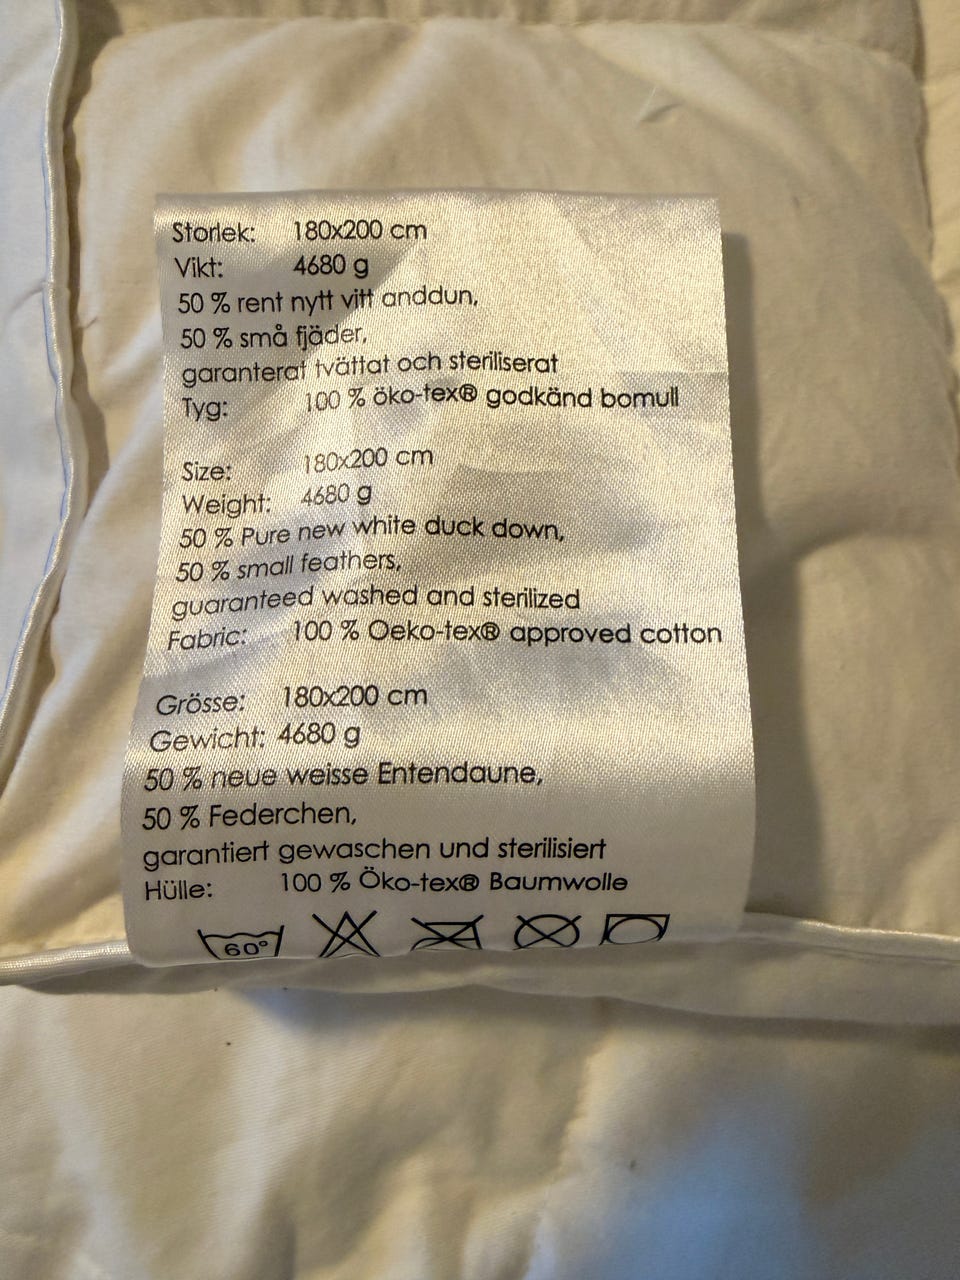 Storlek: 180x200 cm
Vikt: 4680 g
50 % rent nytt vitt anddun,
50 % små fjäder,
garanterat tvättat och steriliserat
Tyg: 100 % öko-tex® godkänd bomull
Size: 180x200 cm
Weight: 4680 g
50 % Pure new white duck down,
50 % small feathers,
guaranteed washed and sterilized
Fabric: 100 % Oeko-tex® approved cotton
Grösse: 180x200 cm
Gewicht: 4680 g
50 % neue weisse Entendaune,
50 % Federchen,
garantiert gewaschen und sterilisiert
Hülle: 100 % Öko-tex® Baumwolle
60°